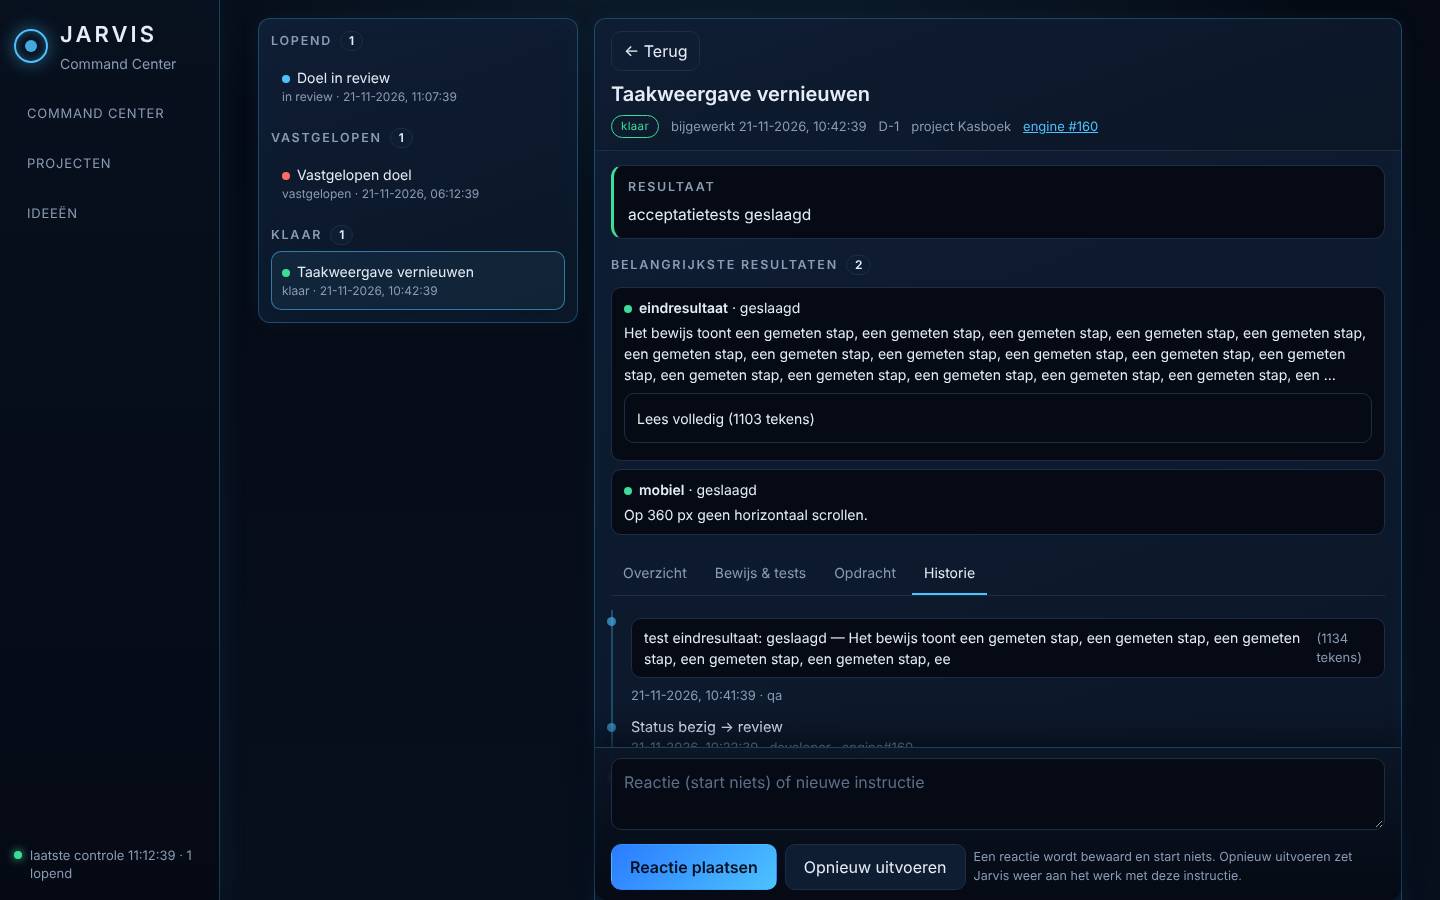 JARVIS
Command Center
COMMAND CENTER
PROJECTEN
IDEEËN
laatste controle 11:12:39 · 1
lopend
LOPEND 1
Doel in review
in review · 21-11-2026, 11:07:39
VASTGELOPEN 1
Vastgelopen doel
vastgelopen · 21-11-2026, 06:12:39
KLAAR 1
Taakweergave vernieuwen
klaar · 21-11-2026, 10:42:39
← Terug
Taakweergave vernieuwen
klaar bijgewerkt 21-11-2026, 10:42:39 D-1 project Kasboek engine #160
RESULTAAT
acceptatietests geslaagd
BELANGRIJKSTE RESULTATEN 2
eindresultaat · geslaagd
Het bewijs toont een gemeten stap, een gemeten stap, een gemeten stap, een gemeten stap, een gemeten stap,
een gemeten stap, een gemeten stap, een gemeten stap, een gemeten stap, een gemeten stap, een gemeten
stap, een gemeten stap, een gemeten stap, een gemeten stap, een gemeten stap, een gemeten stap, een ...
Lees volledig (1103 tekens)
mobiel · geslaagd
Op 360 px geen horizontaal scrollen.
Overzicht Bewijs & tests Opdracht Historie
test eindresultaat: geslaagd — Het bewijs toont een gemeten stap, een gemeten stap, een gemeten (1134
stap, een gemeten stap, een gemeten stap, ee tekens)
21-11-2026, 10:41:39 · qa
Status bezig → review
21-11-2026, 10:22:39 · developer · engine#160
Reactie (start niets) of nieuwe instructie
Reactie plaatsen
Opnieuw uitvoeren
Een reactie wordt bewaard en start niets. Opnieuw uitvoeren zet
Jarvis weer aan het werk met deze instructie.